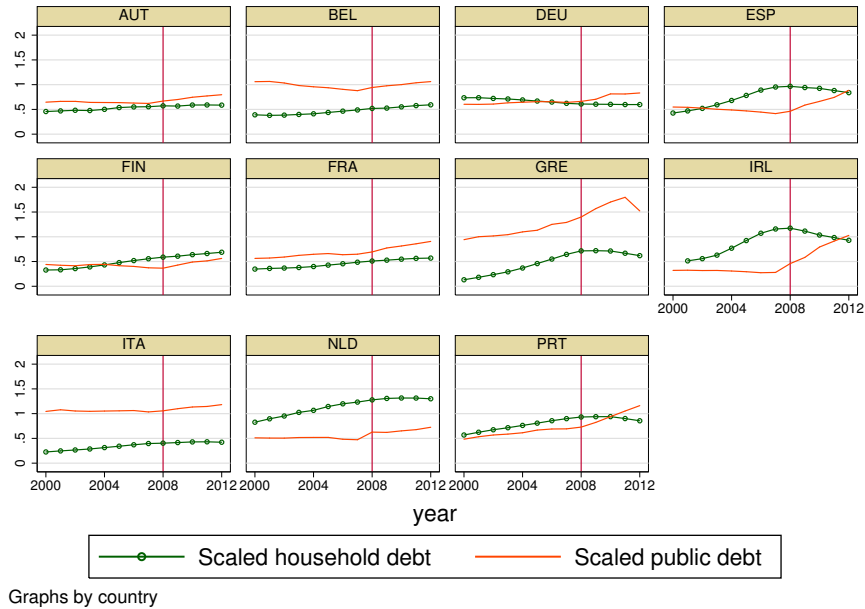 AUT BEL DEU ESP
0 .5 1 1.5 2
FIN FRA GRE IRL
0 .5 1 1.5 2
2000 2004 2008 2012
ITA NLD PRT
0 .5 1 1.5 2
2000 2004 2008 2012 2000 2004 2008 2012 2000 2004 2008 2012
year
Scaled household debt Scaled public debt
Graphs by country